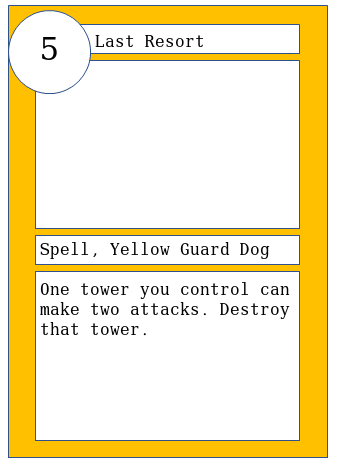 5
Last Resort
Spell, Yellow Guard Dog
One tower you control can
make two attacks. Destroy
that tower.